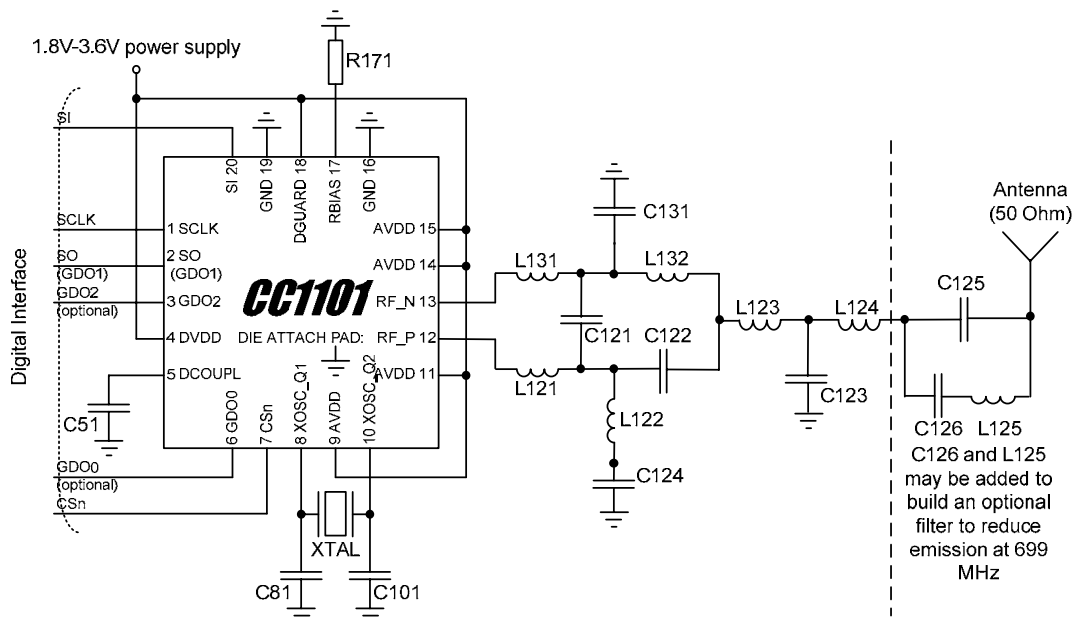 1.8V-3.6V power supply
R171
SI
SI 20
GND 19
DGUARD 18
RBIAS 17
GND 16
Antenna
(50 Ohm)
C131
SCLK
1 SCLK
AVDD 15
SO
(GDO1)
2 SO
(GDO1)
AVDD 14
L131
L132
C125
GDO2
(optional)
3 GDO2
CC1101
RF_N 13
L123
L124
C121
C122
4 DVDD
DIE ATTACH PAD:
RF_P 12
5 DCOUPL
AVDD 11
L121
C123
L122
C126
L125
C51
6 GDO0
7 CSn
8 XOSC_Q1
9 AVDD
10 XOSC_Q2
Digital Interface
GDO0
(optional)
CSn
C124
XTAL
C81
C101
C126 and L125
may be added to
build an optional
filter to reduce
emission at 699
MHz